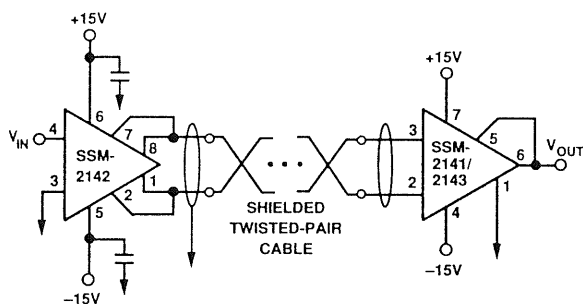 +15V
6
7
4
V_IN
8
SSM-
2142
3
1
2
5
−15V
SHIELDED
TWISTED-PAIR
CABLE
+15V
7
3
5
SSM-
2141/
2143
6
V_OUT
2
1
4
−15V